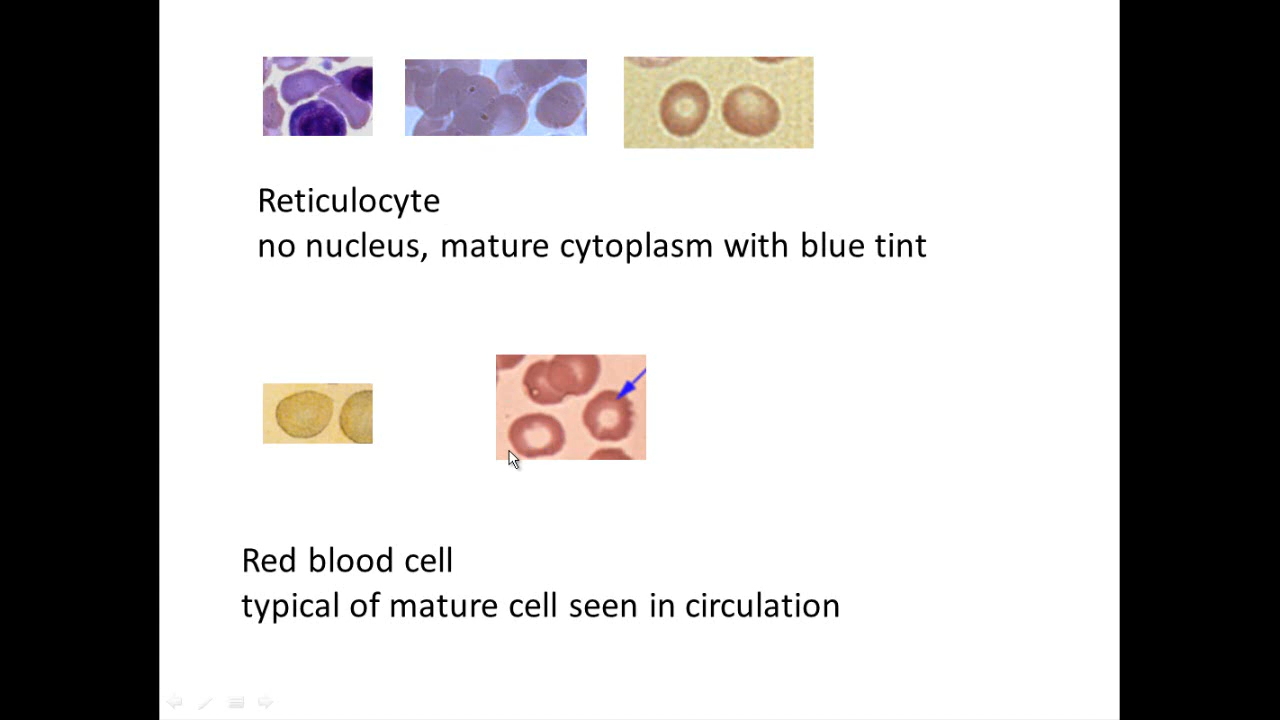 Reticulocyte
no nucleus, mature cytoplasm with blue tint
Red blood cell
typical of mature cell seen in circulation